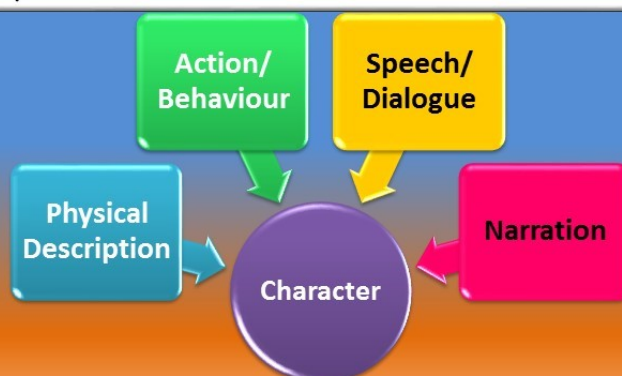 Action/
Behaviour
Speech/
Dialogue
Physical
Description
Narration
Character